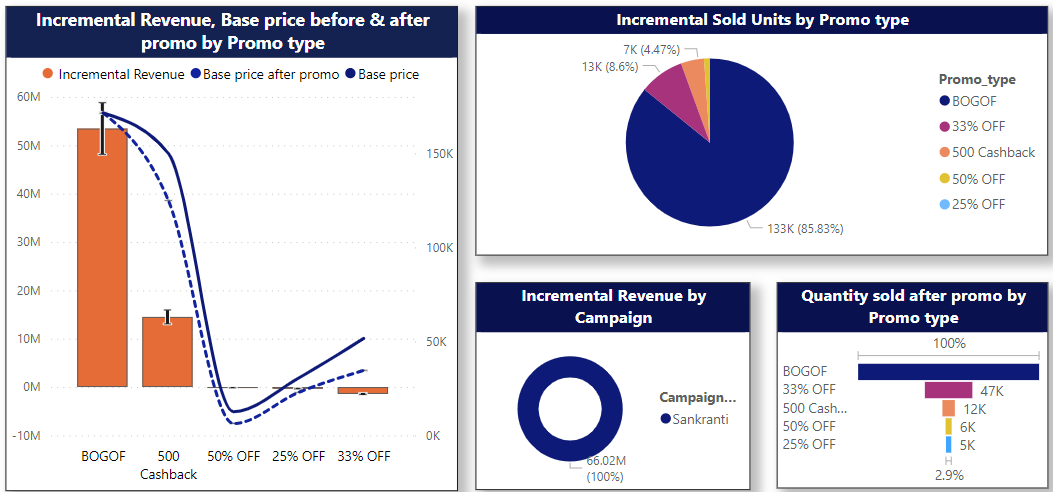 Incremental Revenue, Base price before & after
promo by Promo type
Incremental Revenue Base price after promo Base price
60M
50M
40M
30M
20M
10M
0M
-10M
150K
100K
50K
0K
BOGOF 500 50% OFF 25% OFF 33% OFF
Cashback
Incremental Sold Units by Promo type
7K (4.47%)
13K (8.6%)
133K (85.83%)
Promo_type
BOGOF
33% OFF
500 Cashback
50% OFF
25% OFF
Incremental Revenue by
Campaign
Campaign...
Sankranti
66.02M
(100%)
Quantity sold after promo by
Promo type
100%
BOGOF
33% OFF 47K
500 Cash... 12K
50% OFF 6K
25% OFF 5K
2.9%